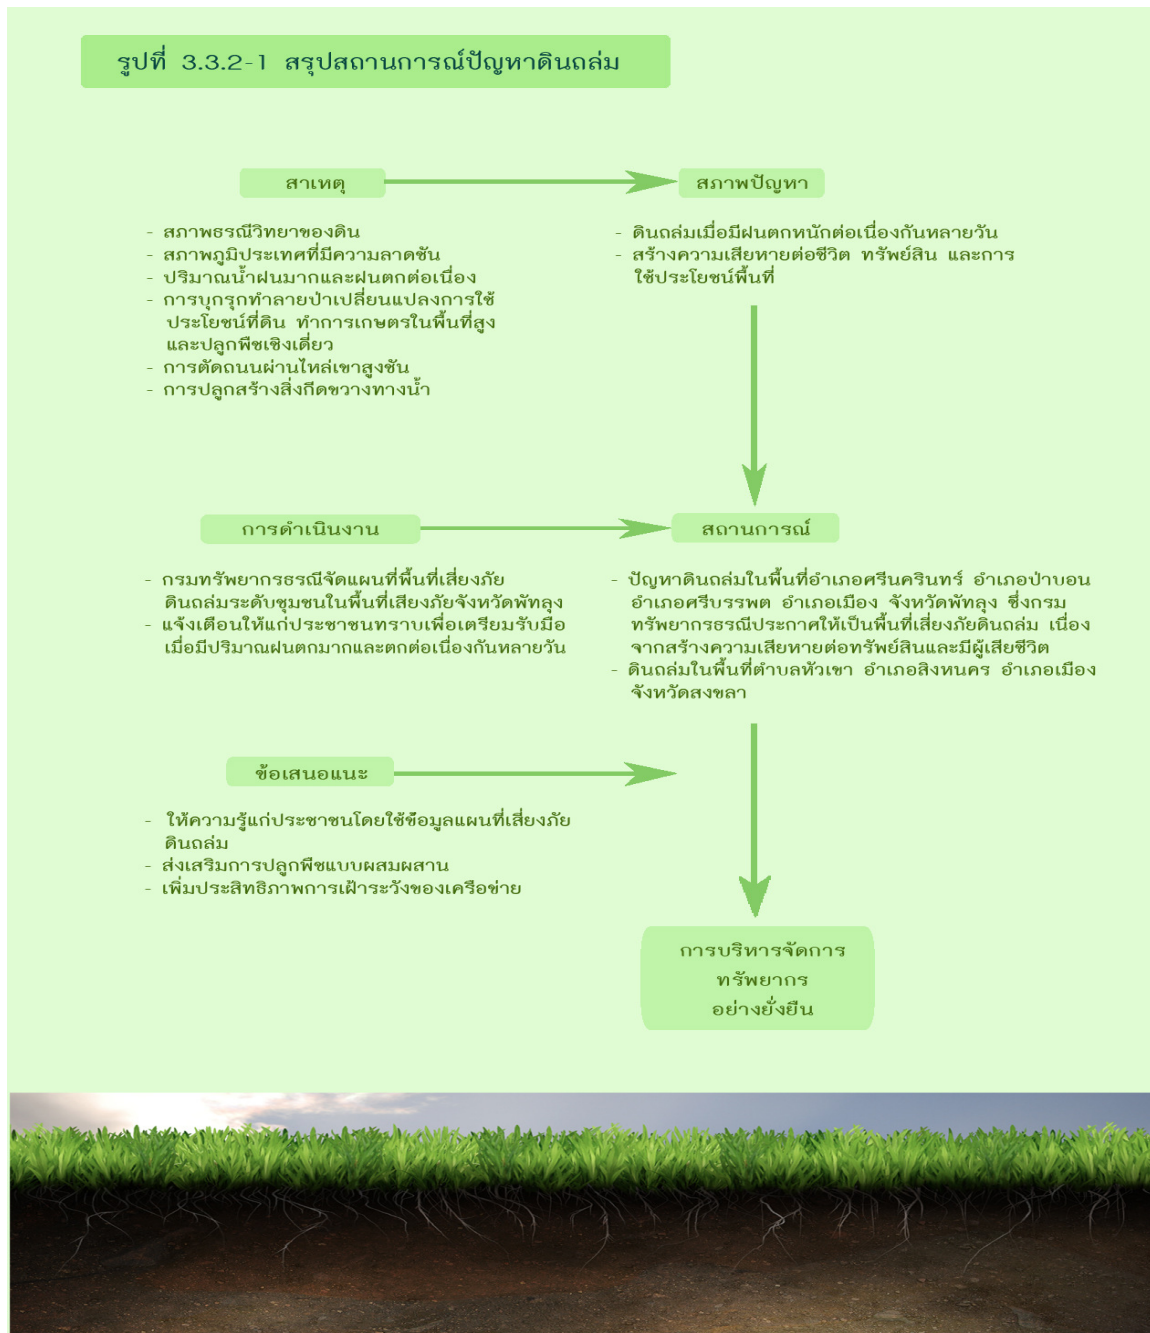 รูปที่ 3.3.2-1 สรุปสถานการณ์ปัญหาดินถล่ม
สาเหตุ
- สภาพธรณีวิทยาของดิน
- สภาพภูมิประเทศที่มีความลาดชัน
- ปริมาณน้ำฝนมากและฝนตกต่อเนื่อง
- การบุกรุกทำลายป่าเปลี่ยนแปลงการใช้
ประโยชน์ที่ดิน ทำการเกษตรในพื้นที่สูง
และปลูกพืชเชิงเดี่ยว
- การตัดถนนผ่านไหล่เขาสูงชัน
- การปลูกสร้างสิ่งกีดขวางทางน้ำ
สภาพปัญหา
- ดินถล่มเมื่อมีฝนตกหนักต่อเนื่องกันหลายวัน
- สร้างความเสียหายต่อชีวิต ทรัพย์สิน และการ
ใช้ประโยชน์พื้นที่
การดำเนินงาน
- กรมทรัพยากรธรณีจัดแผนที่พื้นที่เสี่ยงภัย
ดินถล่มระดับชุมชนในพื้นที่เสียงภัยจังหวัดพัทลุง
- แจ้งเตือนให้แก่ประชาชนทราบเพื่อเตรียมรับมือ
เมื่อมีปริมาณฝนตกมากและตกต่อเนื่องกันหลายวัน
สถานการณ์
- ปัญหาดินถล่มในพื้นที่อำเภอศรีนครินทร์ อำเภอป่าบอน
อำเภอศรีบรรพต อำเภอเมือง จังหวัดพัทลุง ซึ่งกรม
ทรัพยากรธรณีประกาศให้เป็นพื้นที่เสี่ยงภัยดินถล่ม เนื่อง
จากสร้างความเสียหายต่อทรัพย์สินและมีผู้เสียชีวิต
- ดินถล่มในพื้นที่ตำบลหัวเขา อำเภอสิงหนคร อำเภอเมือง
จังหวัดสงขลา
ข้อเสนอแนะ
- ให้ความรู้แก่ประชาชนโดยใช้ข้อมูลแผนที่เสี่ยงภัย
ดินถล่ม
- ส่งเสริมการปลูกพืชแบบผสมผสาน
- เพิ่มประสิทธิภาพการเฝ้าระวังของเครือข่าย
การบริหารจัดการ
ทรัพยากร
อย่างยั่งยืน